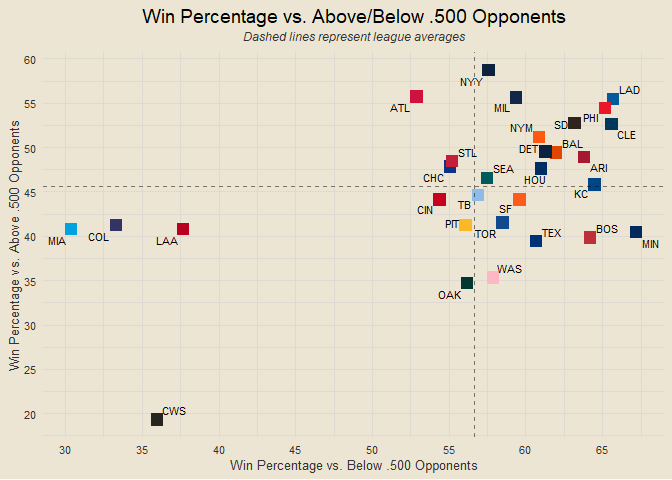 Win Percentage vs. Above/Below .500 Opponents
Dashed lines represent league averages
Win Percentage vs. Above .500 Opponents
60
55
50
45
40
35
30
25
20
NYY
ATL
MIL
LAD
PHI
SD
CLE
NYM
DET
BAL
STL
CHC
SEA
HOU
ARI
KC
TB
CIN
SF
PIT
TOR
TEX
BOS
MIN
MIA
COL
LAA
WAS
OAK
CWS
30 35 40 45 50 55 60 65
Win Percentage vs. Below .500 Opponents